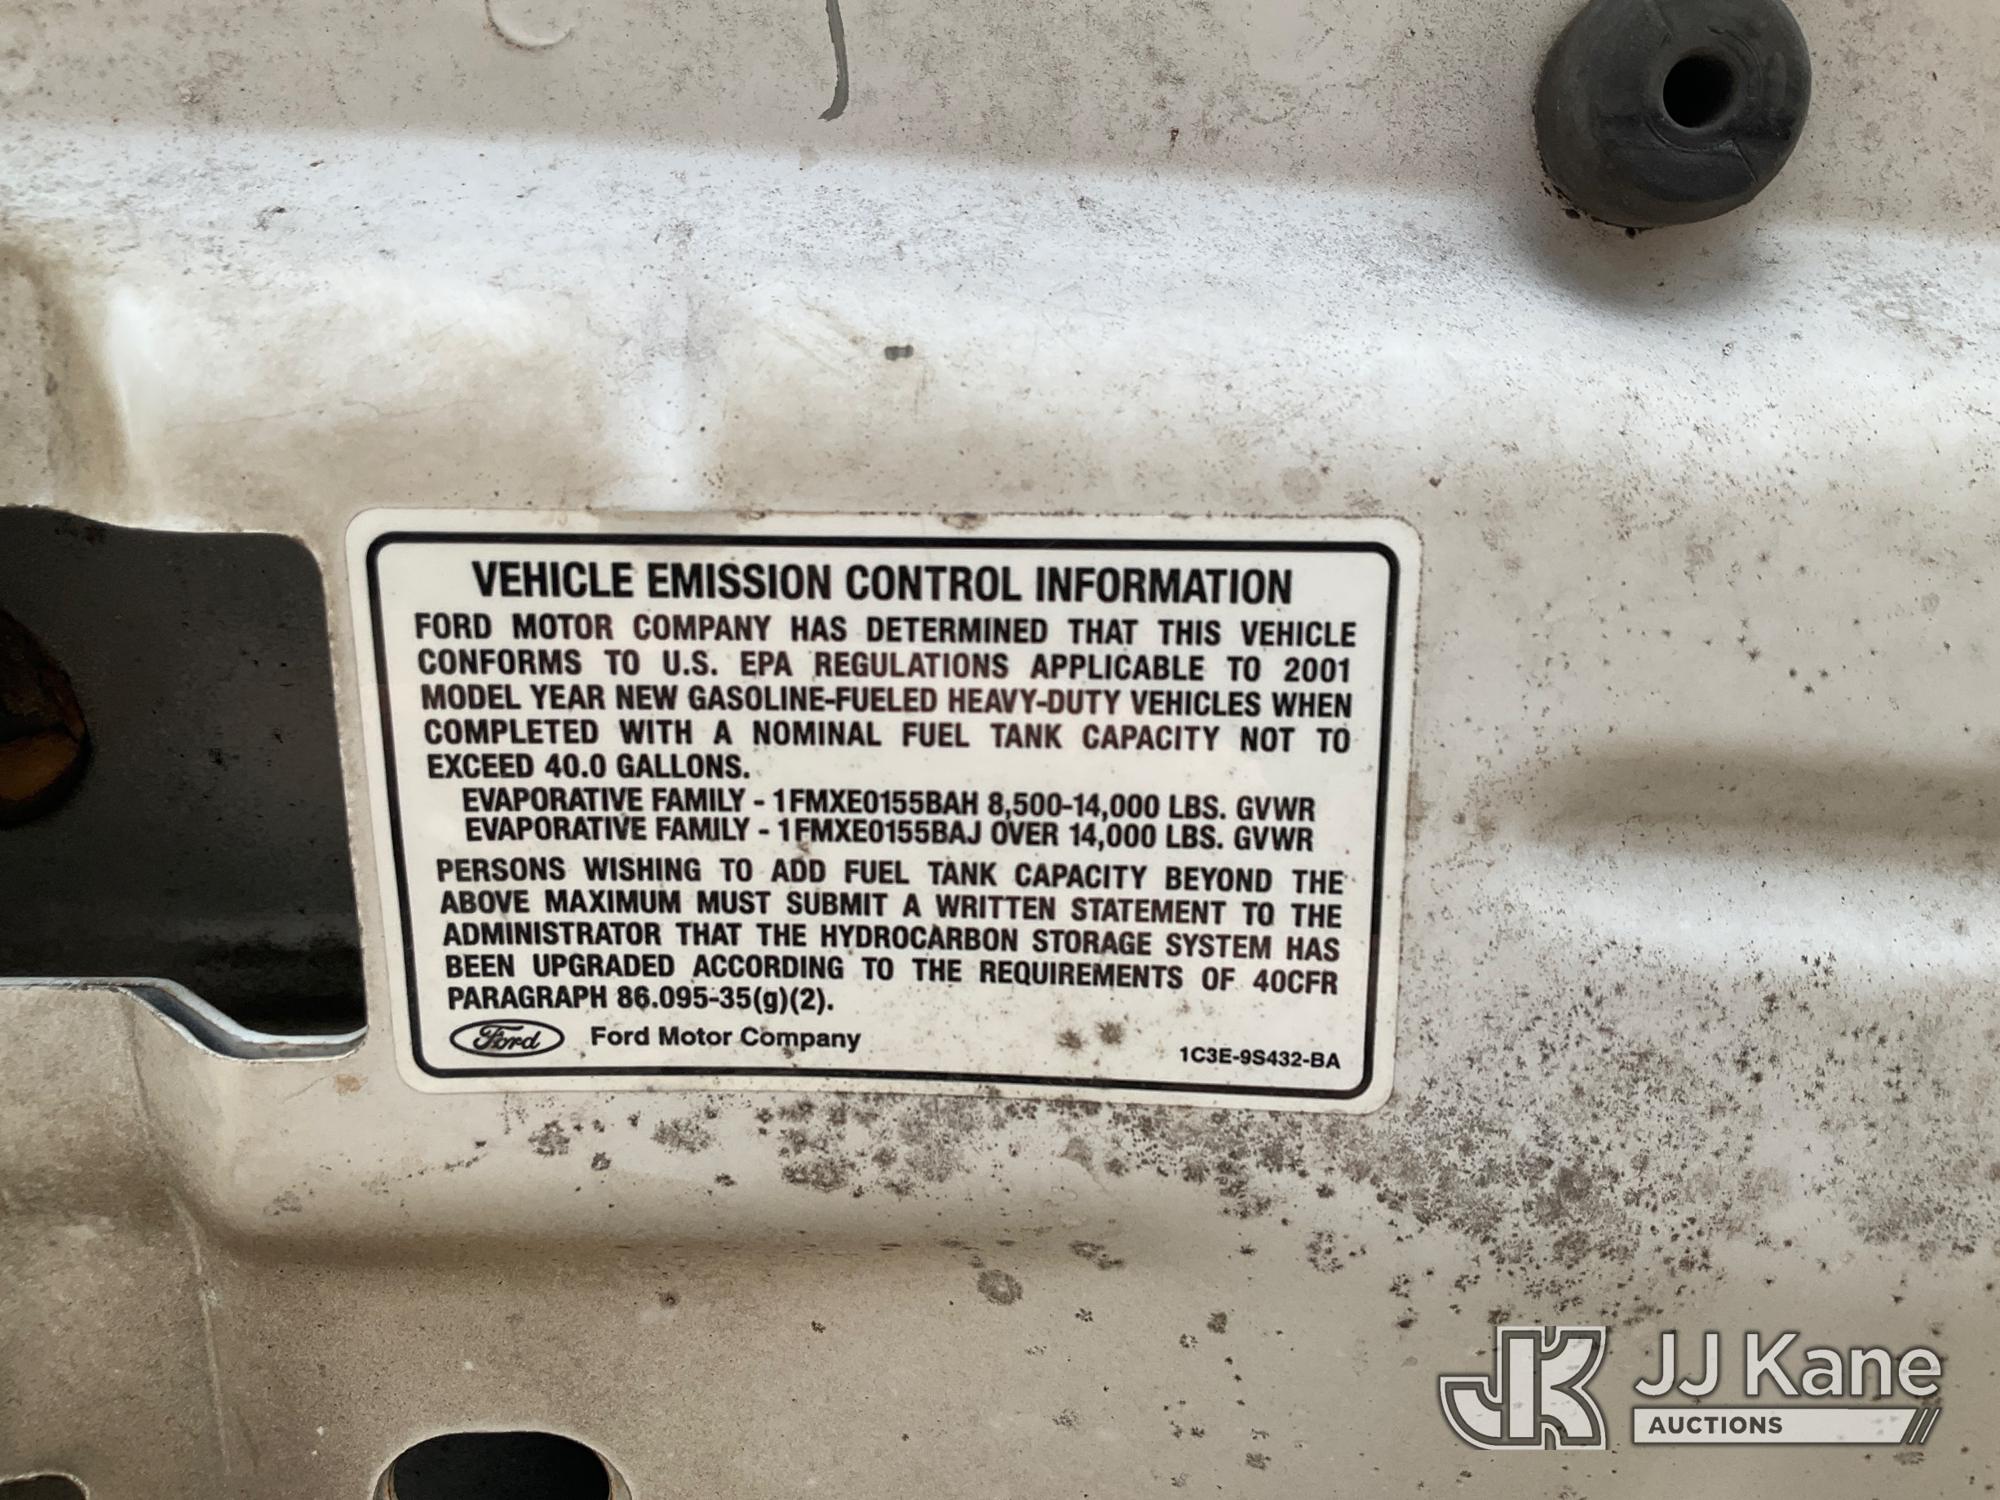 VEHICLE EMISSION CONTROL INFORMATION
FORD MOTOR COMPANY HAS DETERMINED THAT THIS VEHICLE
CONFORMS TO U.S. EPA REGULATIONS APPLICABLE TO 2001
MODEL YEAR NEW GASOLINE-FUELED HEAVY-DUTY VEHICLES WHEN
COMPLETED WITH A NOMINAL FUEL TANK CAPACITY NOT TO
EXCEED 40.0 GALLONS.
EVAPORATIVE FAMILY - 1FMXE0155BAH 8,500-14,000 LBS. GVWR
EVAPORATIVE FAMILY - 1FMXE0155BAJ OVER 14,000 LBS. GVWR
PERSONS WISHING TO ADD FUEL TANK CAPACITY BEYOND THE
ABOVE MAXIMUM MUST SUBMIT A WRITTEN STATEMENT TO THE
ADMINISTRATOR THAT THE HYDROCARBON STORAGE SYSTEM HAS
BEEN UPGRADED ACCORDING TO THE REQUIREMENTS OF 40CFR
PARAGRAPH 86.095-35(g)(2).
Ford Ford Motor Company
1C3E-9S432-BA
JK JJ Kane
AUCTIONS